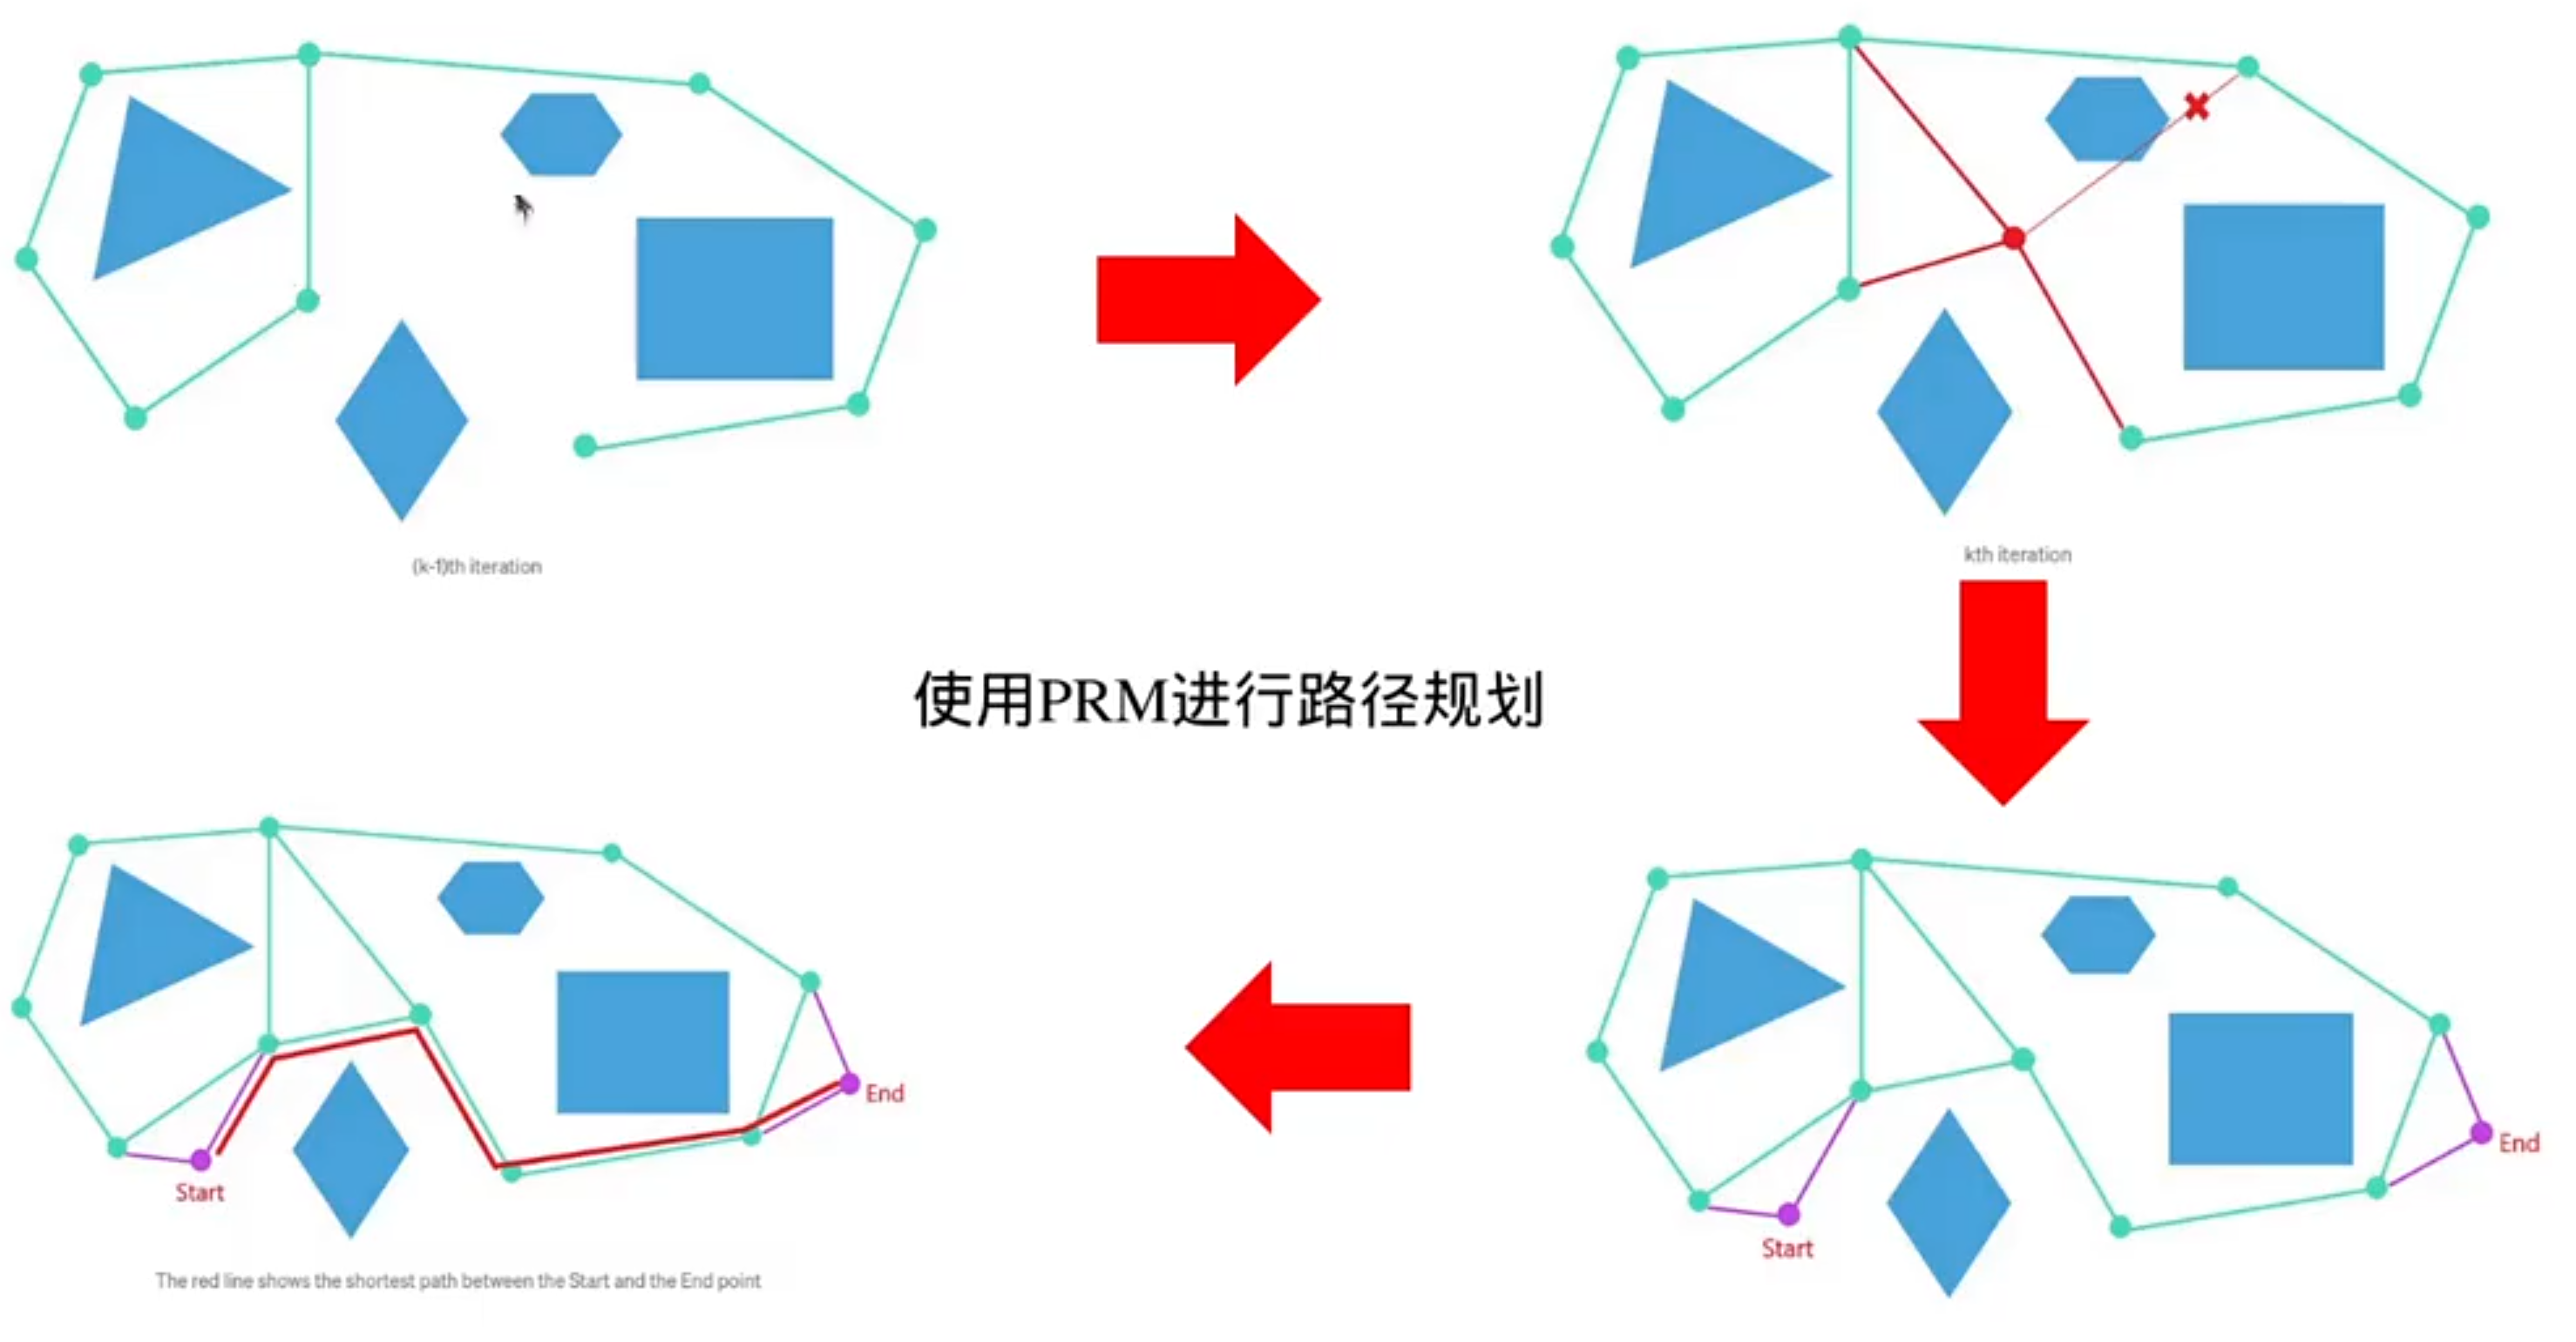 (k-1)th iteration
kth iteration
使用PRM进行路径规划
End
Start
The red line shows the shortest path between the Start and the End point
End
Start